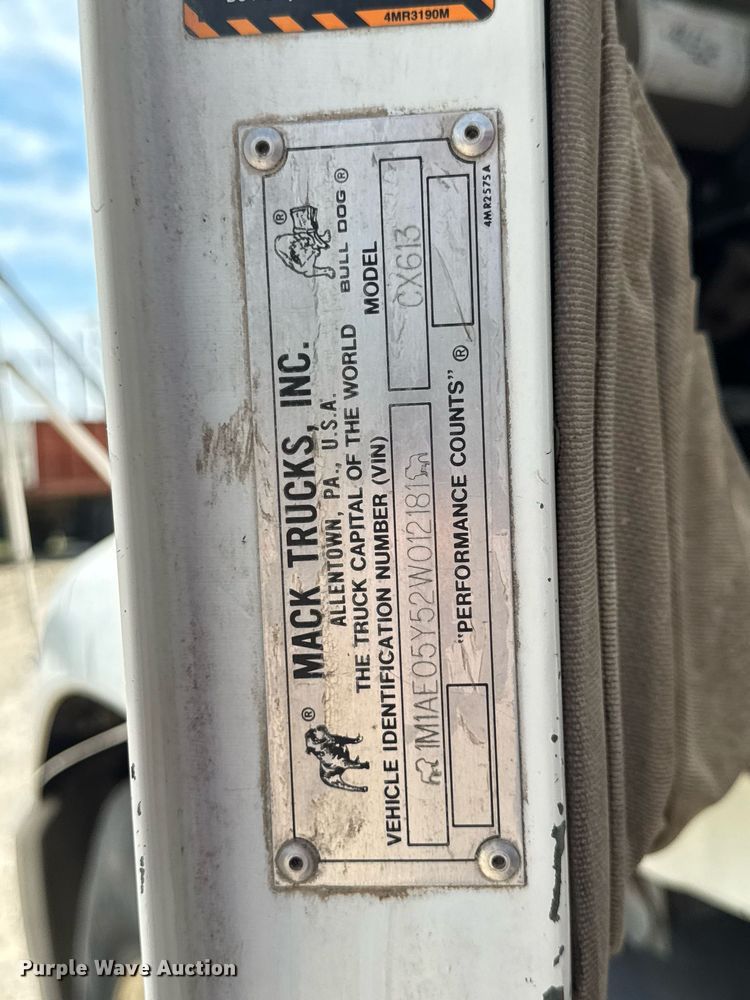 4MR3190M
MACK TRUCKS, INC.
ALLENTOWN, PA., U.S.A.
THE TRUCK CAPITAL OF THE WORLD
BULL DOG ®
VEHICLE IDENTIFICATION NUMBER (VIN)
MODEL
1M1AE05Y52W012181
CX613
"PERFORMANCE COUNTS" ®
4MR2575A
Purple Wave Auction